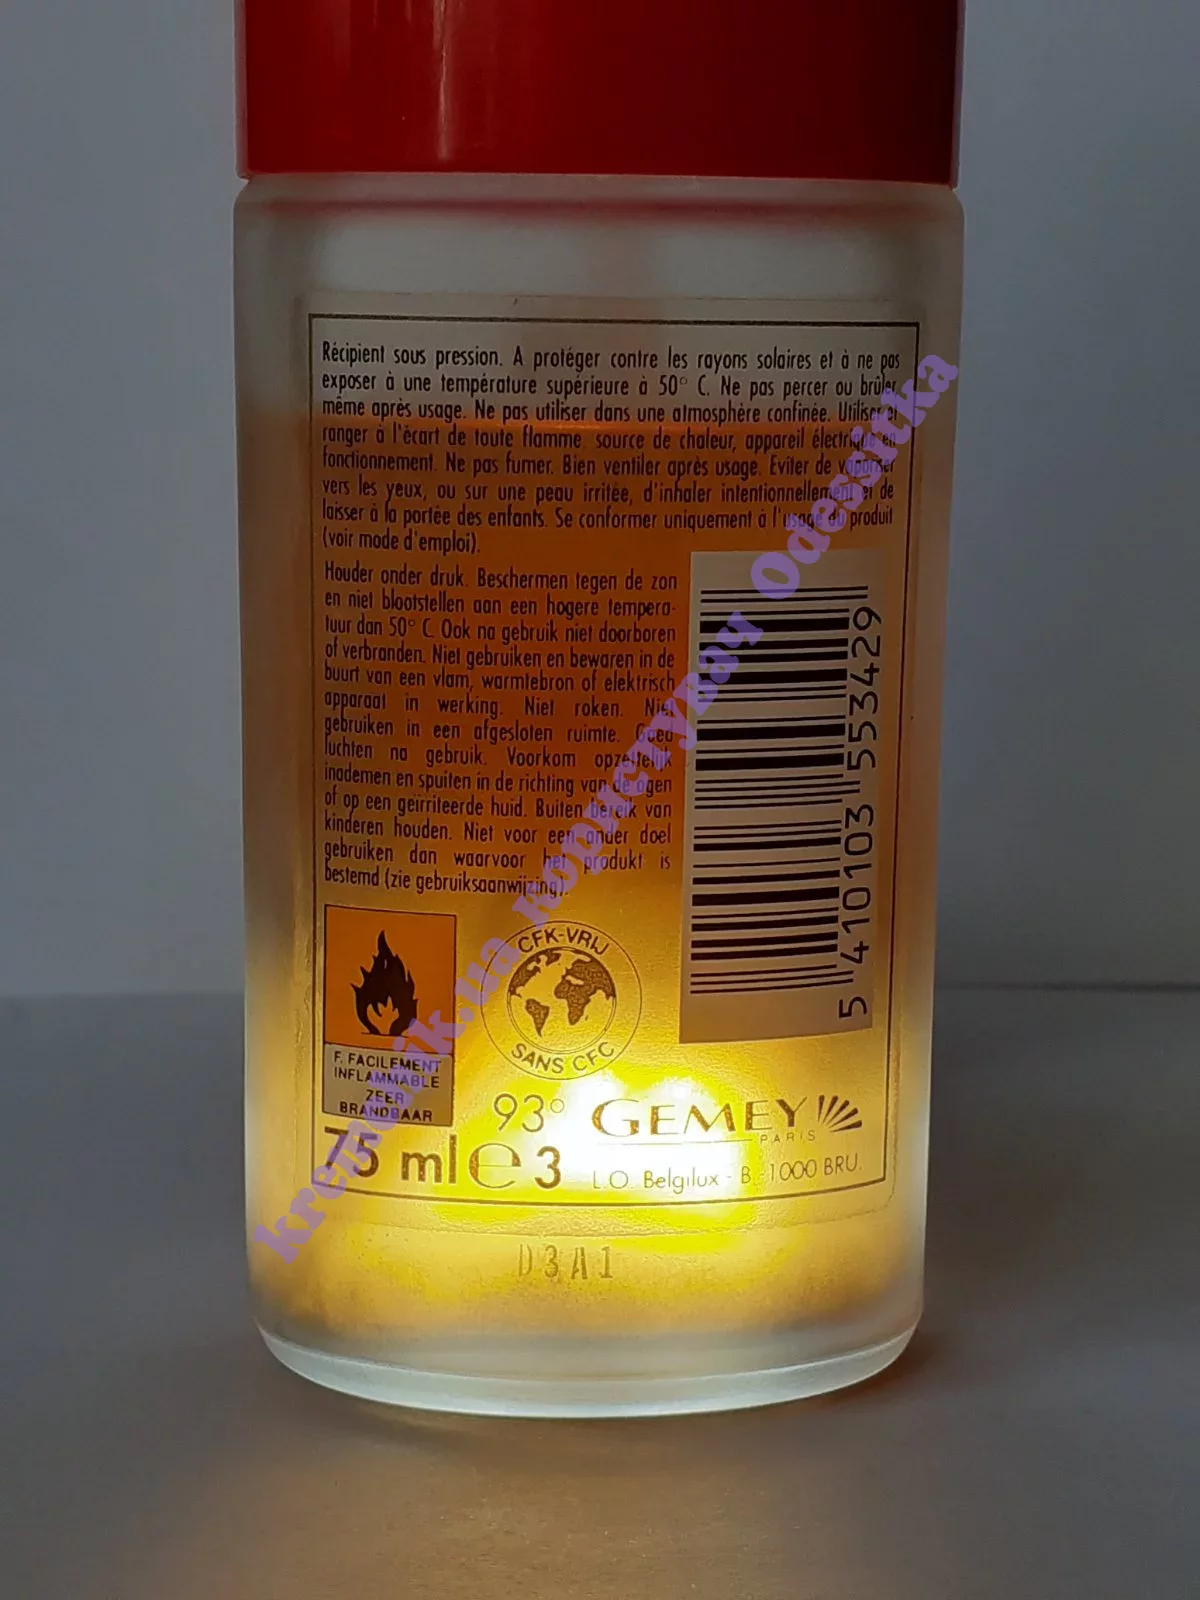 Récipient sous pression. A protéger contre les rayons solaires et à ne pas
exposer à une température supérieure à 50° C. Ne pas percer ou brûler
même après usage. Ne pas utiliser dans une atmosphère confinée. Utiliser et
ranger à l'écart de toute flamme, source de chaleur, appareil électrique en
fonctionnement. Ne pas fumer. Bien ventiler après usage. Eviter de vaporiser
vers les yeux, ou sur une peau irritée, d'inhaler intentionnellement et de
laisser à la portée des enfants. Se conformer uniquement à l'usage du produit
(voir mode d'emploi).
Houder onder druk. Beschermen tegen de zon
en niet blootstellen aan een hogere tempera-
tuur dan 50° C. Ook na gebruik niet doorboren
of verbranden. Niet gebruiken en bewaren in de
buurt van een vlam, warmtebron of elektrisch
apparaat in werking. Niet roken. Niet
gebruiken in een afgesloten ruimte. Goed
luchten na gebruik. Voorkom opzettelijk
inademen en spuiten in de richting van de ogen
of op een geïrriteerde huid. Buiten bereik van
kinderen houden. Niet voor een ander doel
gebruiken dan waarvoor het produkt is
bestemd (zie gebruiksaanwijzing).
5 410103 553429
CFK-VRIJ
SANS CFC
F. FACILEMENT
INFLAMMABLE
ZEER
BRANDBAAR
93° GEMEY
PARIS
75 ml e 3
L.O. Belgilux - B. 1000 BRU.
D3A1
kremanik.ua користувач Odessitka